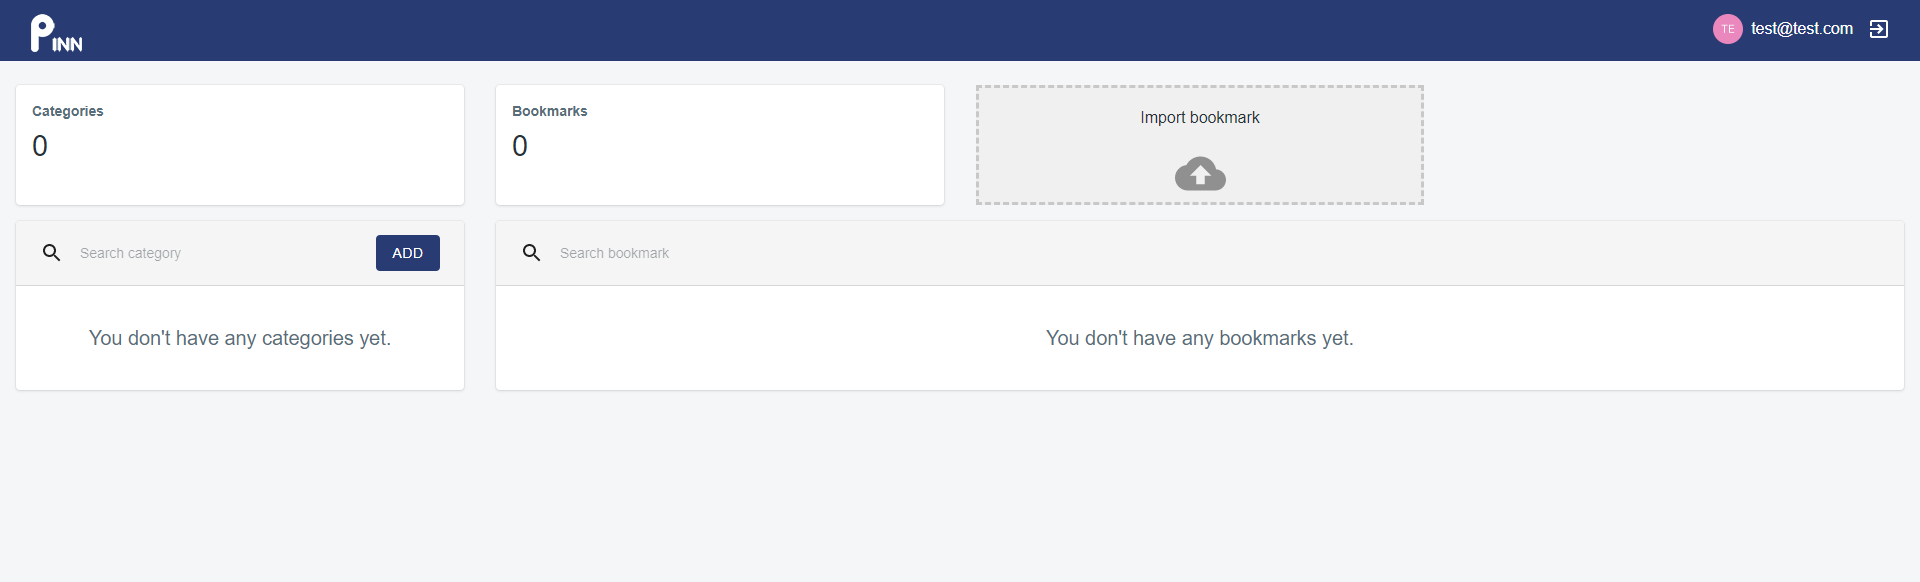 PINN
TE test@test.com
Categories
0
Bookmarks
0
Import bookmark
Search category
ADD
Search bookmark
You don't have any categories yet.
You don't have any bookmarks yet.